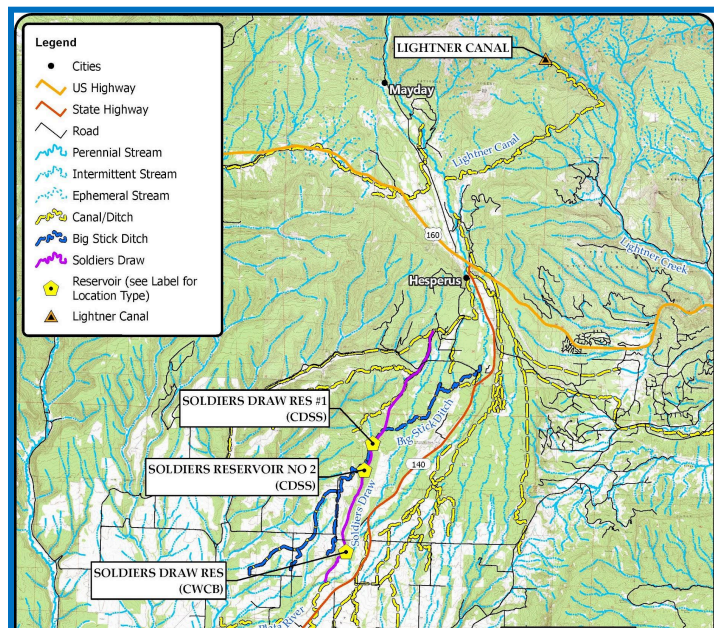 Legend
Cities
US Highway
State Highway
Road
Perennial Stream
Intermittent Stream
Ephemeral Stream
Canal/Ditch
Big Stick Ditch
Soldiers Draw
Reservoir (see Label for
Location Type)
Lightner Canal
LIGHTNER CANAL
Mayday
Lightner Canal
160
Lightner Creek
Hesperus
SOLDIERS DRAW RES #1
(CDSS)
Big Stick Ditch
SOLDIERS RESERVOIR NO 2
(CDSS)
140
Soldiers Draw
SOLDIERS DRAW RES
(CWCB)
Plata River